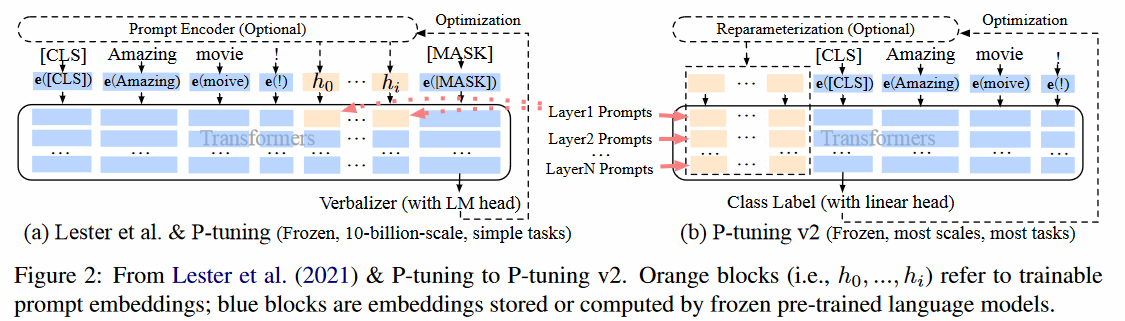 Prompt Encoder (Optional)
Optimization
[CLS] Amazing movie ! [MASK]
e([CLS]) e(Amazing) e(moive) e(!) h0 ... hi e([MASK])
Transformers
... ... ... ... ... ... ... ...
Verbalizer (with LM head)
(a) Lester et al. & P-tuning (Frozen, 10-billion-scale, simple tasks)
Layer1 Prompts
Layer2 Prompts
...
LayerN Prompts
Reparameterization (Optional)
Optimization
[CLS] Amazing movie !
... e([CLS]) e(Amazing) e(moive) e(!)
...
Transformers
... ... ... ... ... ... ...
Class Label (with linear head)
(b) P-tuning v2 (Frozen, most scales, most tasks)
Figure 2: From Lester et al. (2021) & P-tuning to P-tuning v2. Orange blocks (i.e., h0, ..., hi) refer to trainable
prompt embeddings; blue blocks are embeddings stored or computed by frozen pre-trained language models.